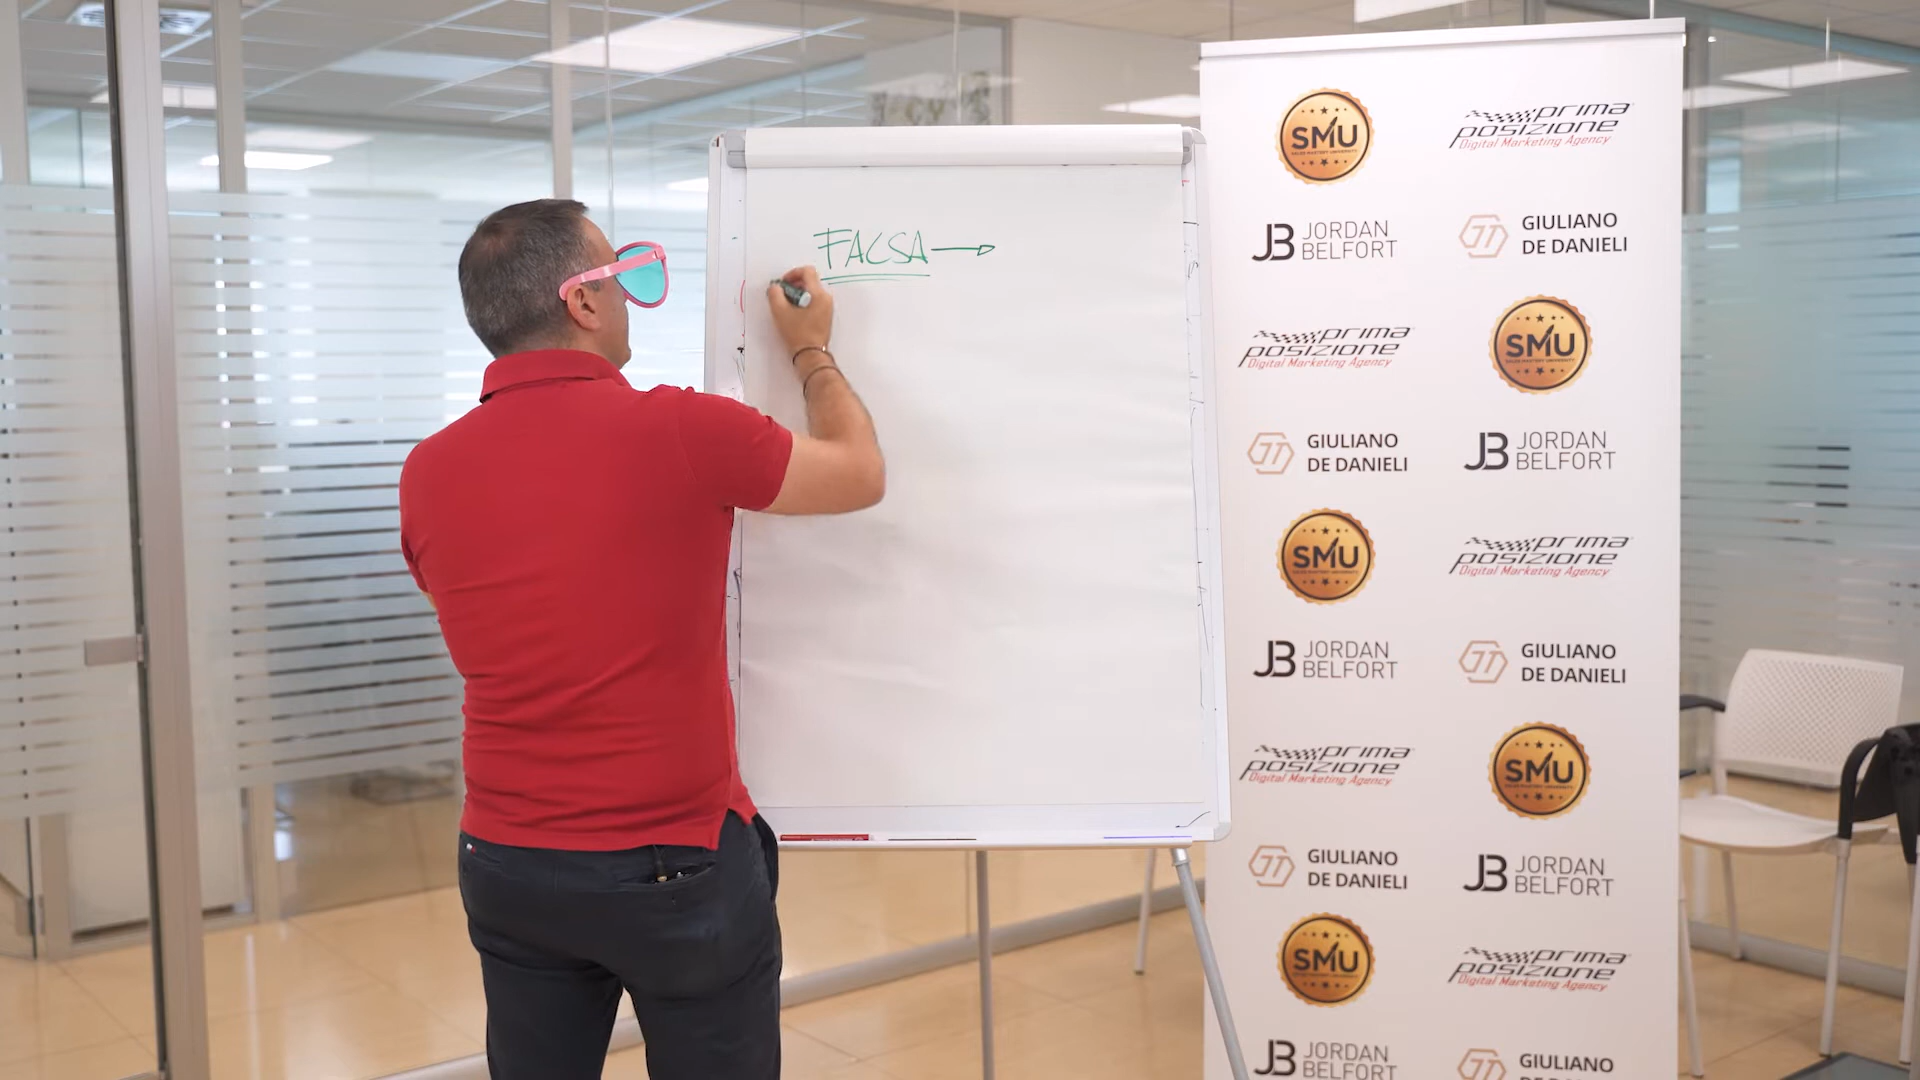 FACSA
SMU
prima
posizione
Digital Marketing Agency
JB JORDAN
BELFORT
GIULIANO
DE DANIELI
prima
posizione
Digital Marketing Agency
SMU
SALES MASTERY UNIVERSITY
GIULIANO
DE DANIELI
JB JORDAN
BELFORT
SMU
prima
posizione
Digital Marketing Agency
JB JORDAN
BELFORT
GIULIANO
DE DANIELI
prima
posizione
Digital Marketing Agency
SMU
GIULIANO
DE DANIELI
JB JORDAN
BELFORT
SMU
prima
posizione
Digital Marketing Agency
JB JORDAN
BELFORT
GIULIANO